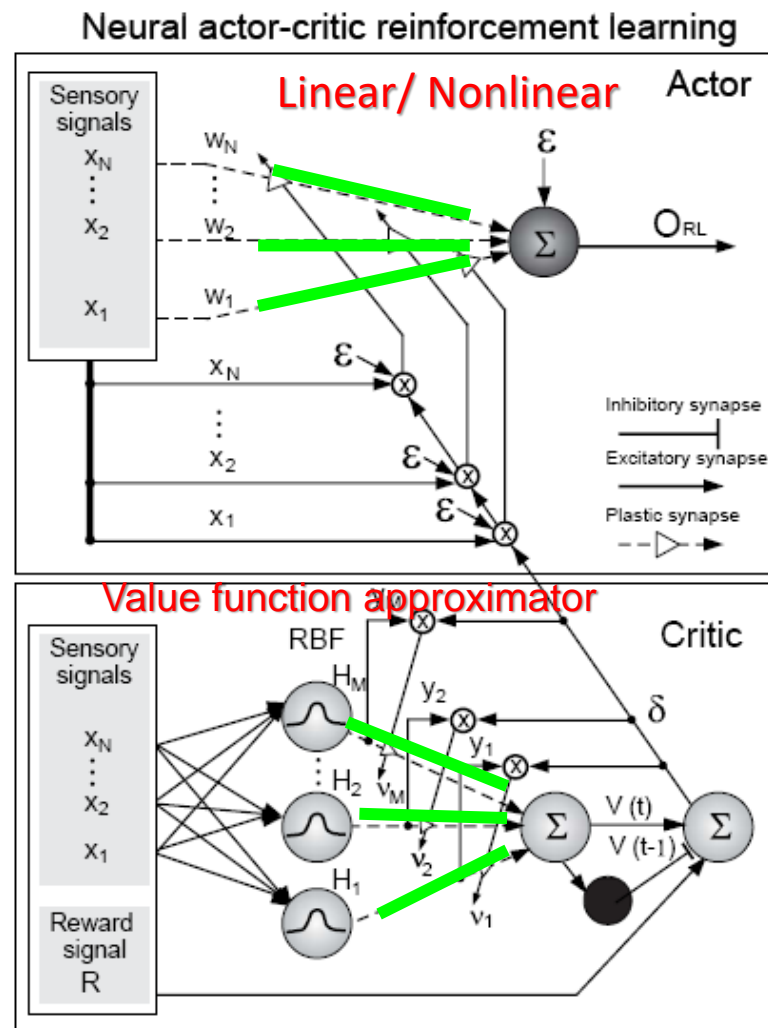 Neural actor-critic reinforcement learning
Linear/ Nonlinear
Actor
Sensory
signals
x_N
⋮
x_2
x_1
w_N
⋮
w_2
w_1
ε
Σ
O_RL
x_N
⋮
x_2
x_1
ε
ε
ε
x
x
x
Inhibitory synapse
Excitatory synapse
Plastic synapse
Value function approximator
Critic
RBF
Sensory
signals
x_N
⋮
x_2
x_1
Reward
signal
R
H_M
⋮
H_2
H_1
y_2
y_1
x
x
x
v_M
v_2
v_1
δ
Σ
V (t)
V (t-1)
Σ